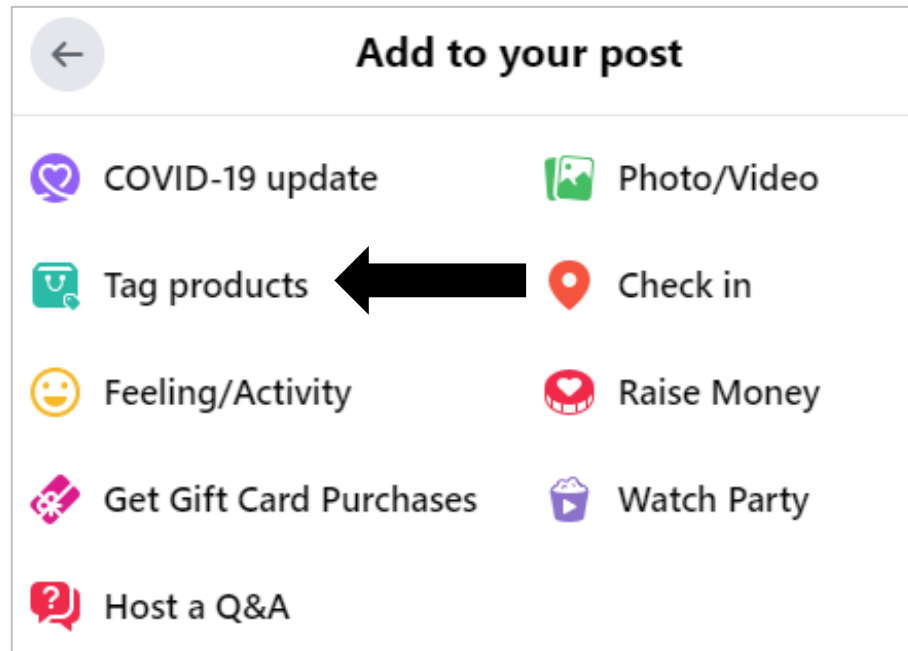 Add to your post
COVID-19 update
Photo/Video
Tag products
Check in
Feeling/Activity
Raise Money
Get Gift Card Purchases
Watch Party
Host a Q&A